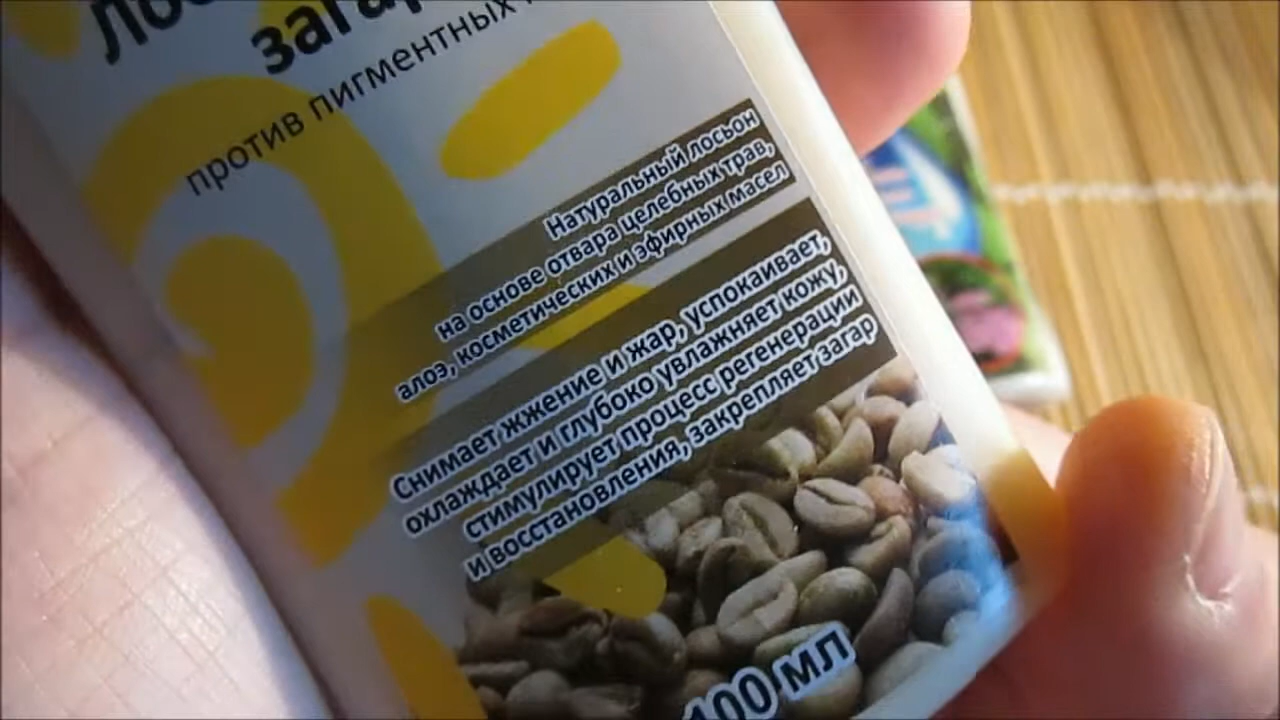 против пигментных
Натуральный лосьон
на основе отвара целебных трав,
алоэ, косметических и эфирных масел
Снимает жжение и жар, успокаивает,
охлаждает и глубоко увлажняет кожу,
стимулирует процесс регенерации
и восстановления, закрепляет загар
100 мл